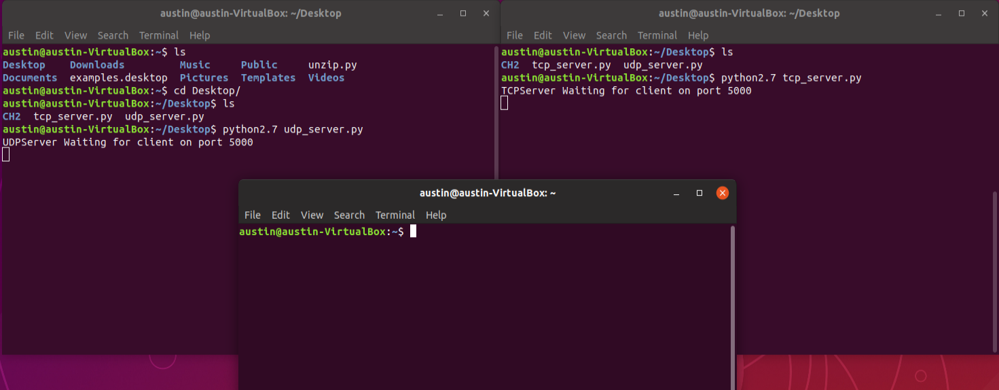 austin@austin-VirtualBox: ~/Desktop
File Edit View Search Terminal Help
austin@austin-VirtualBox:~$ ls
Desktop    Downloads         Music     Public     unzip.py
Documents  examples.desktop  Pictures  Templates  Videos
austin@austin-VirtualBox:~$ cd Desktop/
austin@austin-VirtualBox:~/Desktop$ ls
CH2  tcp_server.py  udp_server.py
austin@austin-VirtualBox:~/Desktop$ python2.7 udp_server.py
UDPServer Waiting for client on port 5000
austin@austin-VirtualBox: ~/Desktop
File Edit View Search Terminal Help
austin@austin-VirtualBox:~/Desktop$ ls
CH2  tcp_server.py  udp_server.py
austin@austin-VirtualBox:~/Desktop$ python2.7 tcp_server.py
TCPServer Waiting for client on port 5000
austin@austin-VirtualBox: ~
File Edit View Search Terminal Help
austin@austin-VirtualBox:~$